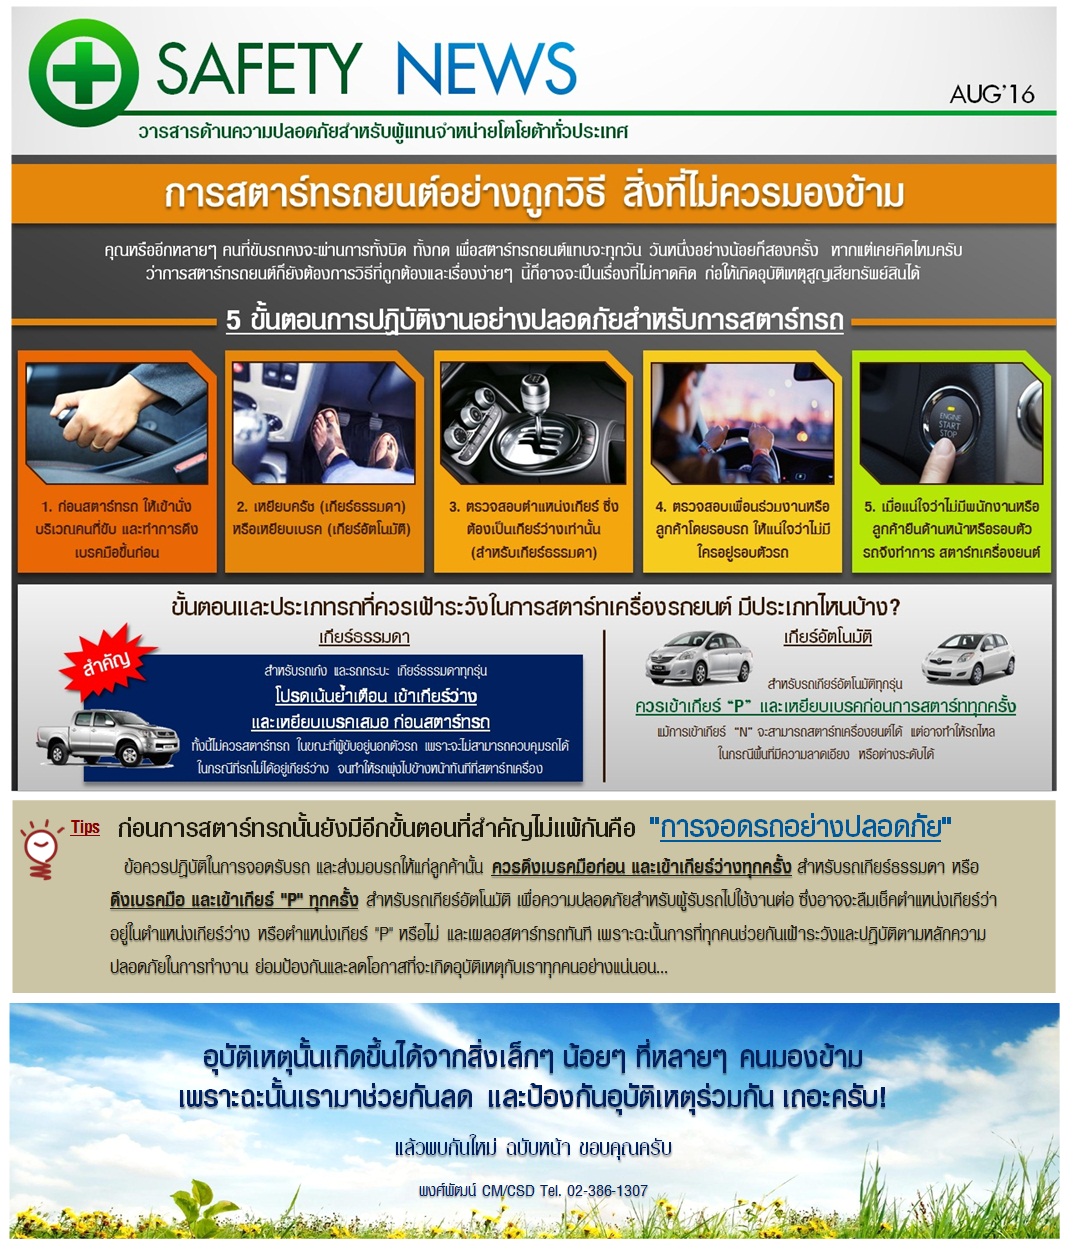 SAFETY NEWS
AUG'16
วารสารด้านความปลอดภัยสำหรับผู้แทนจำหน่ายโตโยต้าทั่วประเทศ
การสตาร์ทรถยนต์อย่างถูกวิธี สิ่งที่ไม่ควรมองข้าม
คุณหรืออีกหลายๆ คนที่ขับรถคงจะผ่านการทั้งบิด ทั้งกด เพื่อสตาร์ทรถยนต์แทบจะทุกวัน วันหนึ่งอย่างน้อยก็สองครั้ง หากแต่เคยคิดไหมครับ
ว่าการสตาร์ทรถยนต์ก็ยังต้องการวิธีที่ถูกต้องและเรื่องง่ายๆ นี้ก็อาจจะเป็นเรื่องที่ไม่คาดคิด ก่อให้เกิดอุบัติเหตุสูญเสียทรัพย์สินได้
5 ขั้นตอนการปฏิบัติงานอย่างปลอดภัยสำหรับการสตาร์ทรถ
1. ก่อนสตาร์ทรถ ให้เข้านั่ง
บริเวณคนที่ขับ และทำการดึง
เบรคมือขึ้นก่อน
2. เหยียบครัช (เกียร์ธรรมดา)
หรือเหยียบเบรค (เกียร์อัตโนมัติ)
3. ตรวจสอบตำแหน่งเกียร์ ซึ่ง
ต้องเป็นเกียร์ว่างเท่านั้น
(สำหรับเกียร์ธรรมดา)
4. ตรวจสอบเพื่อนร่วมงานหรือ
ลูกค้าโดยรอบรถ ให้แน่ใจว่าไม่มี
ใครอยู่รอบตัวรถ
ENGINE
START
STOP
5. เมื่อแน่ใจว่าไม่มีพนักงานหรือ
ลูกค้ายืนด้านหน้าหรือรอบตัว
รถจึงทำการ สตาร์ทเครื่องยนต์
ขั้นตอนและประเภทรถที่ควรเฝ้าระวังในการสตาร์ทเครื่องรถยนต์ มีประเภทไหนบ้าง?
สำคัญ
เกียร์ธรรมดา
สำหรับรถเก๋ง และรถกระบะ เกียร์ธรรมดาทุกรุ่น
โปรดเน้นย้ำเตือน เข้าเกียร์ว่าง
และเหยียบเบรคเสมอ ก่อนสตาร์ทรถ
ทั้งนี้ไม่ควรสตาร์ทรถ ในขณะที่ผู้ขับอยู่นอกตัวรถ เพราะจะไม่สามารถควบคุมรถได้
ในกรณีที่รถไม่ได้อยู่เกียร์ว่าง จนทำให้รถพุ่งไปข้างหน้าทันทีที่สตาร์ทเครื่อง
เกียร์อัตโนมัติ
สำหรับรถเกียร์อัตโนมัติทุกรุ่น
ควรเข้าเกียร์ "P" และเหยียบเบรคก่อนการสตาร์ททุกครั้ง
แม้การเข้าเกียร์ "N" จะสามารถสตาร์ทเครื่องยนต์ได้ แต่อาจทำให้รถไหล
ในกรณีพื้นที่มีความลาดเอียง หรือต่างระดับได้
Tips ก่อนการสตาร์ทรถนั้นยังมีอีกขั้นตอนที่สำคัญไม่แพ้กันคือ "การจอดรถอย่างปลอดภัย"
ข้อควรปฏิบัติในการจอดรับรถ และส่งมอบรถให้แก่ลูกค้านั้น ควรดึงเบรคมือก่อน และเข้าเกียร์ว่างทุกครั้ง สำหรับรถเกียร์ธรรมดา หรือ
ดึงเบรคมือ และเข้าเกียร์ "P" ทุกครั้ง สำหรับรถเกียร์อัตโนมัติ เพื่อความปลอดภัยสำหรับผู้รับรถไปใช้งานต่อ ซึ่งอาจจะลืมเช็คตำแหน่งเกียร์ว่า
อยู่ในตำแหน่งเกียร์ว่าง หรือตำแหน่งเกียร์ "P" หรือไม่ และเผลอสตาร์ทรถทันที เพราะฉะนั้นการที่ทุกคนช่วยกันเฝ้าระวังและปฏิบัติตามหลักความ
ปลอดภัยในการทำงาน ย่อมป้องกันและลดโอกาสที่จะเกิดอุบัติเหตุกับเราทุกคนอย่างแน่นอน...
อุบัติเหตุนั้นเกิดขึ้นได้จากสิ่งเล็กๆ น้อยๆ ที่หลายๆ คนมองข้าม
เพราะฉะนั้นเรามาช่วยกันลด และป้องกันอุบัติเหตุร่วมกัน เถอะครับ!
แล้วพบกันใหม่ ฉบับหน้า ขอบคุณครับ
พงศ์พัฒน์ CM/CSD Tel. 02-386-1307